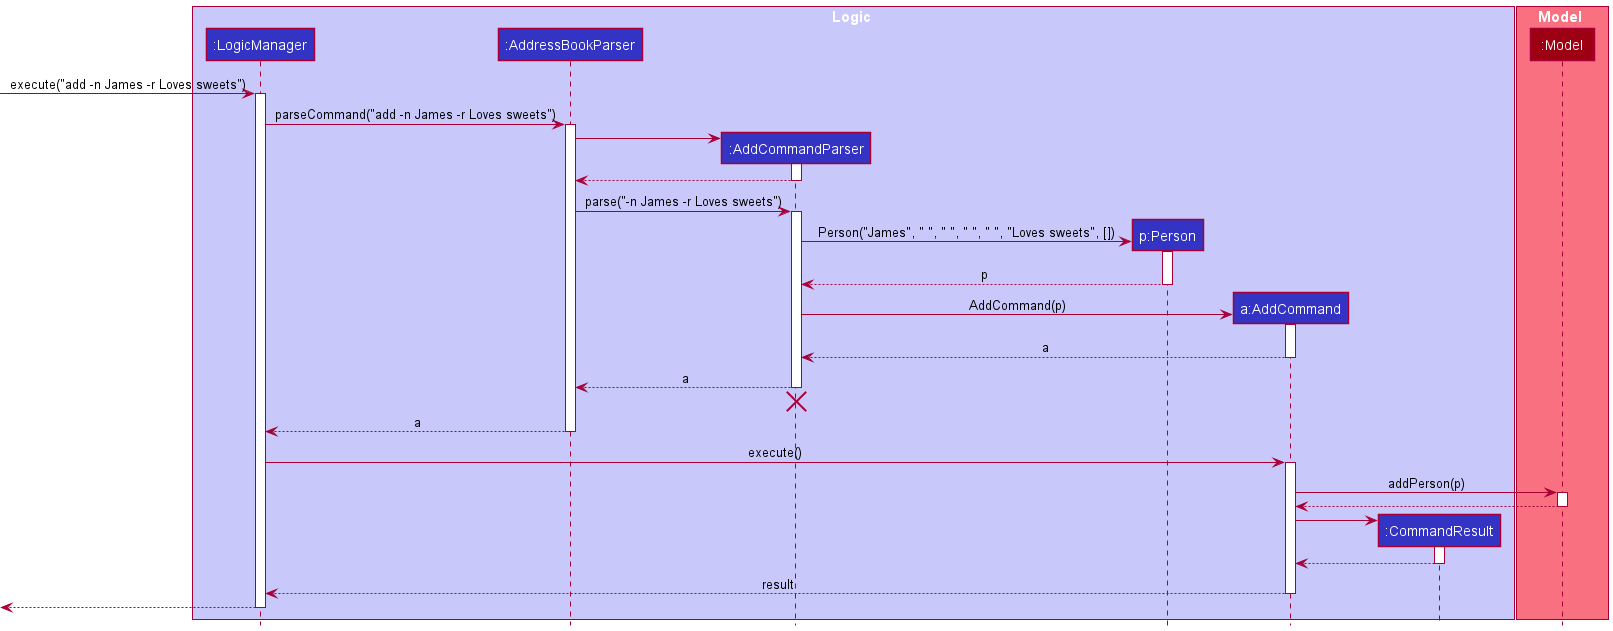 Logic
Model
:LogicManager
:AddressBookParser
:Model
execute("add -n James -r Loves sweets")
parseCommand("add -n James -r Loves sweets")
:AddCommandParser
parse("-n James -r Loves sweets")
Person("James", " ", " ", " ", " ", "Loves sweets", [])
p:Person
p
AddCommand(p)
a:AddCommand
a
a
a
execute()
addPerson(p)
:CommandResult
result